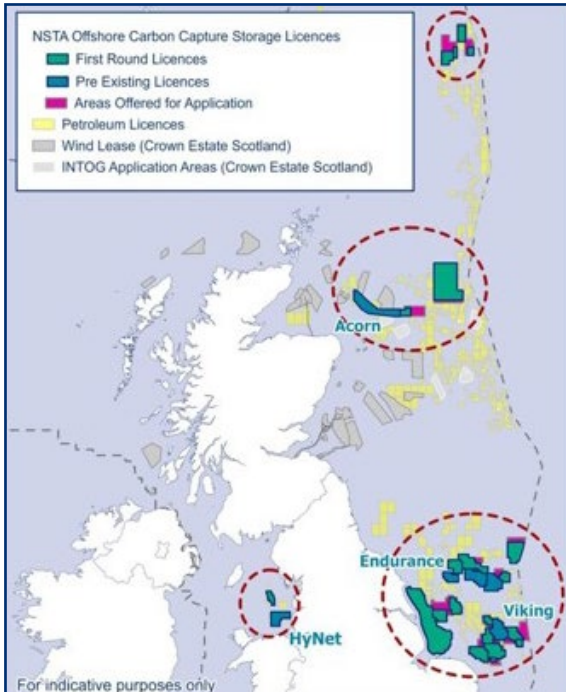 NSTA Offshore Carbon Capture Storage Licences
First Round Licences
Pre Existing Licences
Areas Offered for Application
Petroleum Licences
Wind Lease (Crown Estate Scotland)
INTOG Application Areas (Crown Estate Scotland)
Acorn
Endurance
Viking
HyNet
For indicative purposes only